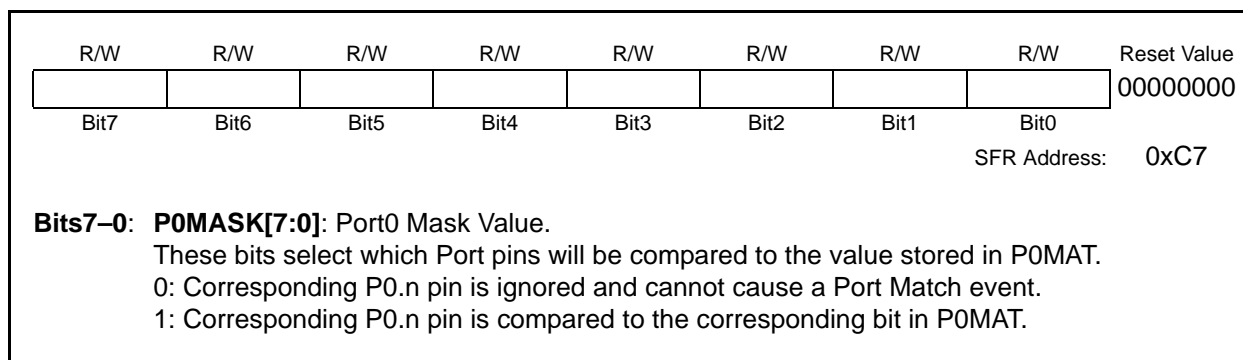 R/W R/W R/W R/W R/W R/W R/W R/W Reset Value
00000000
Bit7 Bit6 Bit5 Bit4 Bit3 Bit2 Bit1 Bit0
SFR Address: 0xC7
Bits7–0: P0MASK[7:0]: Port0 Mask Value.
These bits select which Port pins will be compared to the value stored in P0MAT.
0: Corresponding P0.n pin is ignored and cannot cause a Port Match event.
1: Corresponding P0.n pin is compared to the corresponding bit in P0MAT.